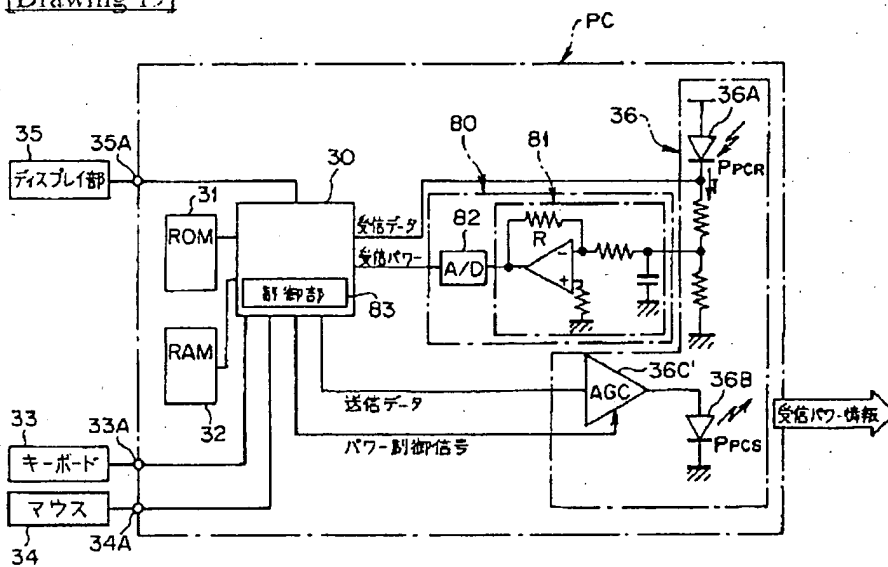 [Drawing 19]
PC
36A
36
PPCR
80
81
35
35A
ディスプレイ部
30
31
ROM
受信データ
受信パワー
82
A/D
R
-
+
制御部
83
RAM
32
36C'
AGC
36B
PPCS
送信データ
パワー制御信号
受信パワー情報
33
33A
キーボード
マウス
34
34A